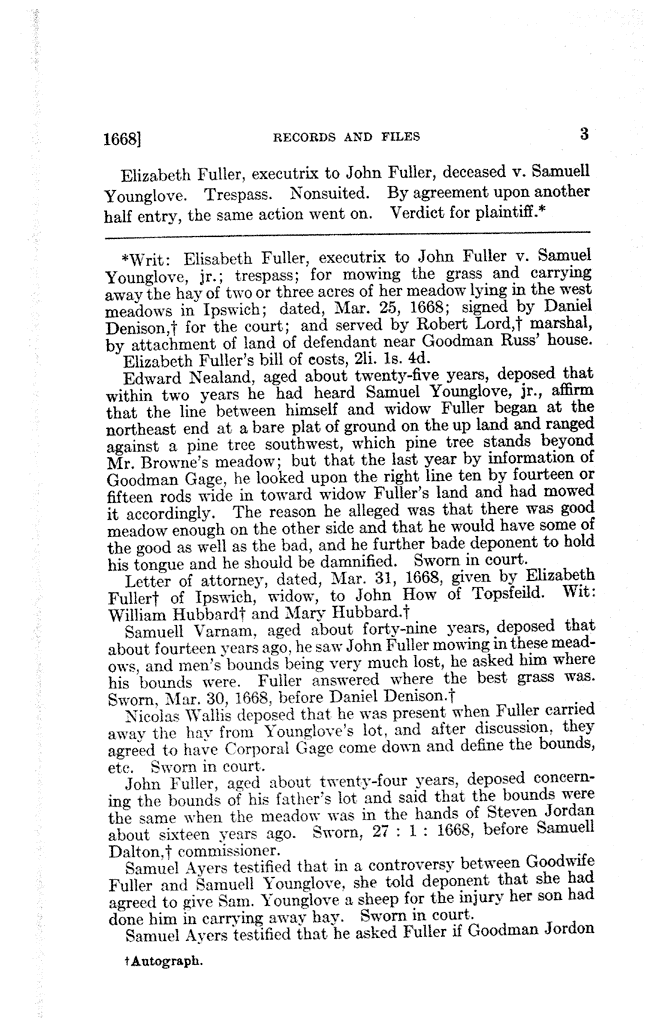 1668] RECORDS AND FILES 3
Elizabeth Fuller, executrix to John Fuller, deceased v. Samuell
Younglove. Trespass. Nonsuited. By agreement upon another
half entry, the same action went on. Verdict for plaintiff.*
*Writ: Elisabeth Fuller, executrix to John Fuller v. Samuel
Younglove, jr.; trespass; for mowing the grass and carrying
away the hay of two or three acres of her meadow lying in the west
meadows in Ipswich; dated, Mar. 25, 1668; signed by Daniel
Denison,† for the court; and served by Robert Lord,† marshal,
by attachment of land of defendant near Goodman Russ' house.
Elizabeth Fuller's bill of costs, 2li. 1s. 4d.
Edward Nealand, aged about twenty-five years, deposed that
within two years he had heard Samuel Younglove, jr., affirm
that the line between himself and widow Fuller began at the
northeast end at a bare plat of ground on the up land and ranged
against a pine tree southwest, which pine tree stands beyond
Mr. Browne's meadow; but that the last year by information of
Goodman Gage, he looked upon the right line ten by fourteen or
fifteen rods wide in toward widow Fuller's land and had mowed
it accordingly. The reason he alleged was that there was good
meadow enough on the other side and that he would have some of
the good as well as the bad, and he further bade deponent to hold
his tongue and he should be damnified. Sworn in court.
Letter of attorney, dated, Mar. 31, 1668, given by Elizabeth
Fuller† of Ipswich, widow, to John How of Topsfeild. Wit:
William Hubbard† and Mary Hubbard.†
Samuell Varnam, aged about forty-nine years, deposed that
about fourteen years ago, he saw John Fuller mowing in these mead-
ows, and men's bounds being very much lost, he asked him where
his bounds were. Fuller answered where the best grass was.
Sworn, Mar. 30, 1668, before Daniel Denison.†
Nicolas Wallis deposed that he was present when Fuller carried
away the hay from Younglove's lot, and after discussion, they
agreed to have Corporal Gage come down and define the bounds,
etc. Sworn in court.
John Fuller, aged about twenty-four years, deposed concern-
ing the bounds of his father's lot and said that the bounds were
the same when the meadow was in the hands of Steven Jordan
about sixteen years ago. Sworn, 27 : 1 : 1668, before Samuell
Dalton,† commissioner.
Samuel Ayers testified that in a controversy between Goodwife
Fuller and Samuell Younglove, she told deponent that she had
agreed to give Sam. Younglove a sheep for the injury her son had
done him in carrying away hay. Sworn in court.
Samuel Ayers testified that he asked Fuller if Goodman Jordon
†Autograph.